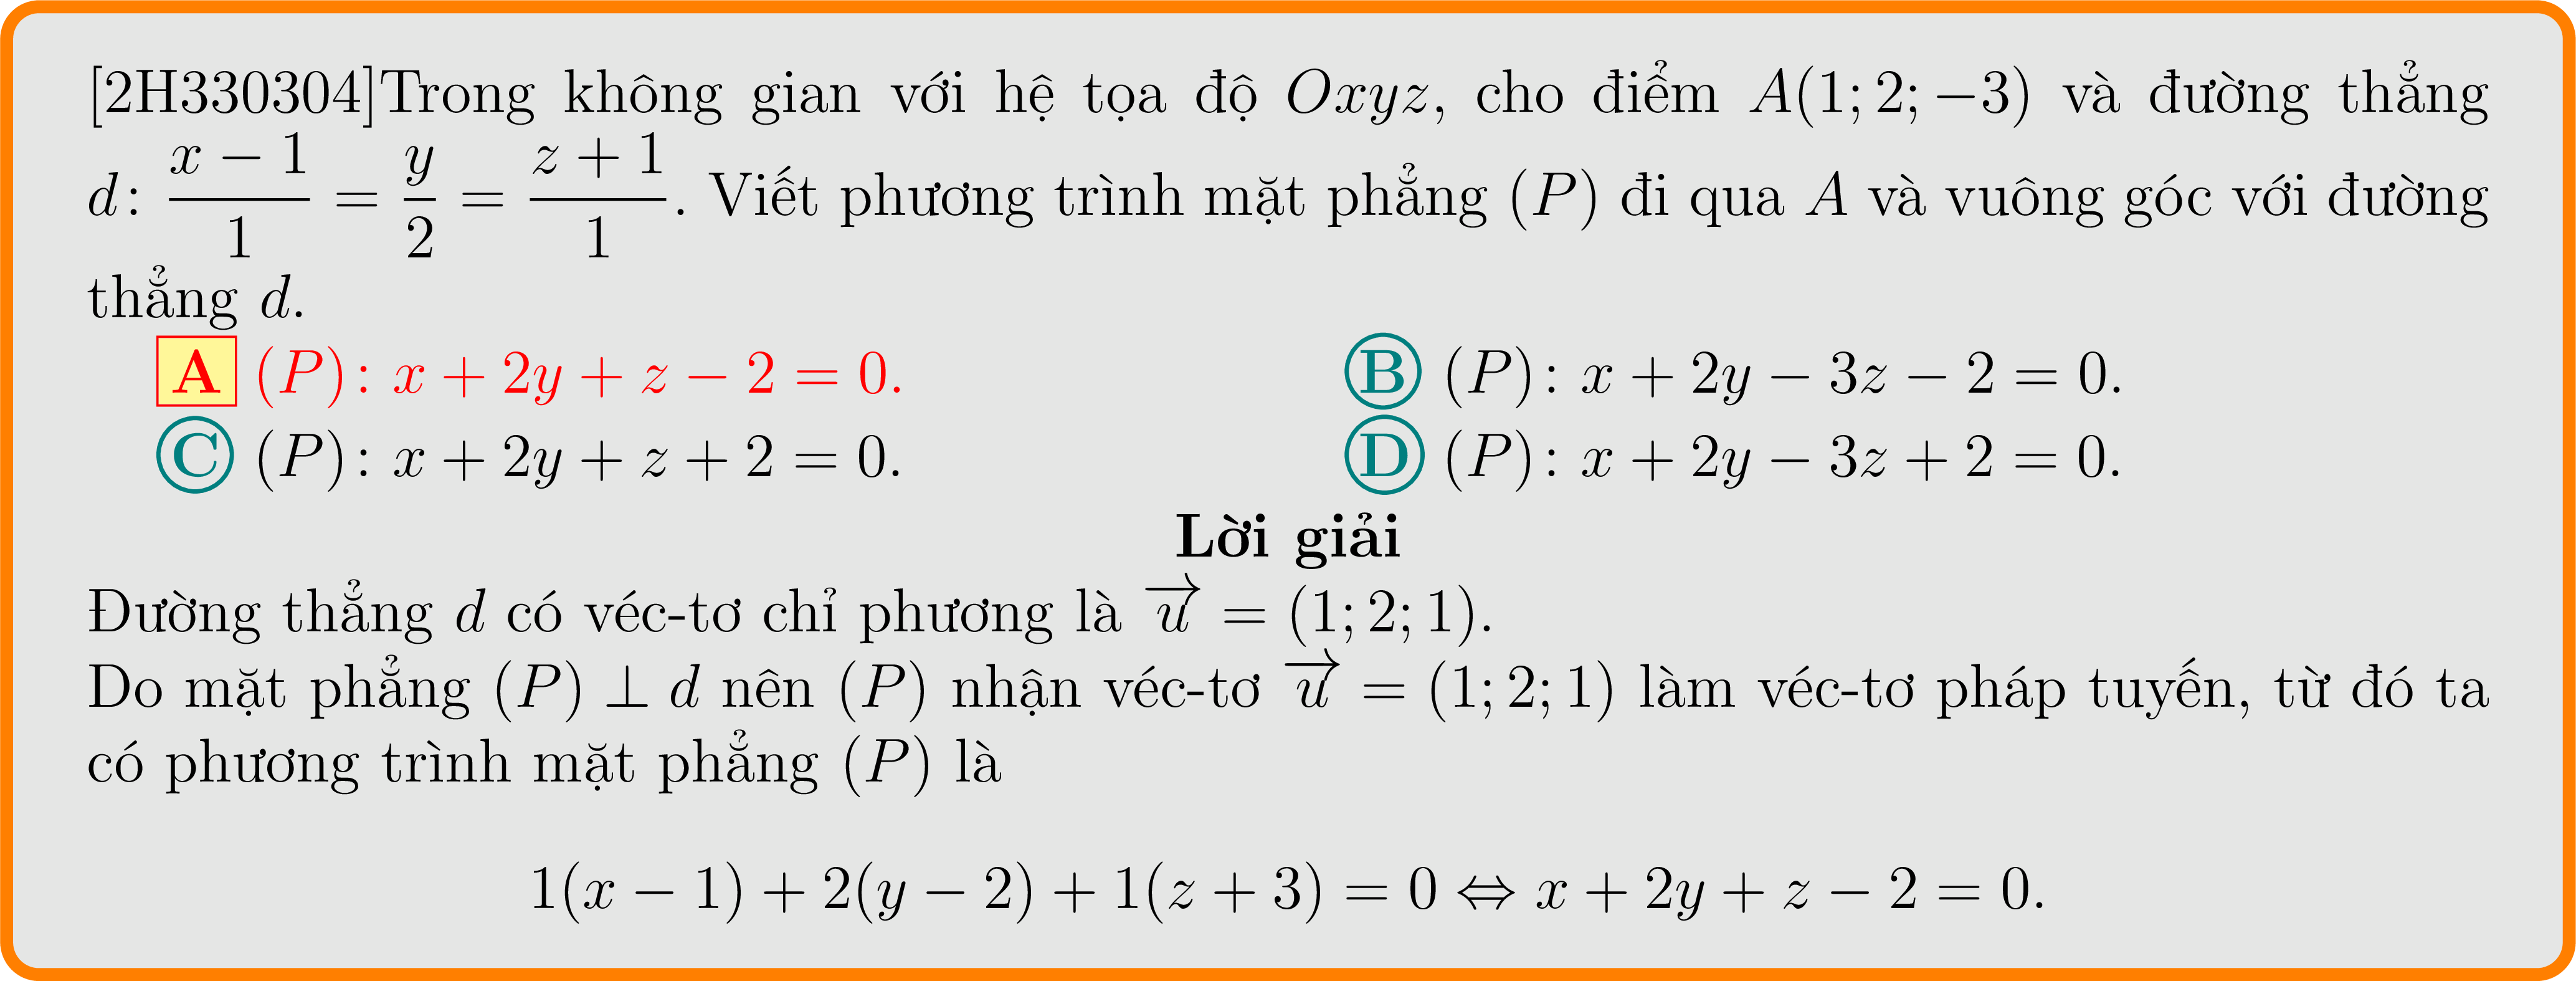 [2H330304]Trong không gian với hệ tọa độ $Oxyz$, cho điểm $A(1;2;-3)$ và đường thẳng
$d\colon \dfrac{x-1}{1}=\dfrac{y}{2}=\dfrac{z+1}{1}$. Viết phương trình mặt phẳng $(P)$ đi qua $A$ và vuông góc với đường
thẳng $d$.
A $(P)\colon x+2y+z-2=0$. B $(P)\colon x+2y-3z-2=0$.
C $(P)\colon x+2y+z+2=0$. D $(P)\colon x+2y-3z+2=0$.
Lời giải
Đường thẳng $d$ có véc-tơ chỉ phương là $\overrightarrow{u}=(1;2;1)$.
Do mặt phẳng $(P)\perp d$ nên $(P)$ nhận véc-tơ $\overrightarrow{u}=(1;2;1)$ làm véc-tơ pháp tuyến, từ đó ta
có phương trình mặt phẳng $(P)$ là
$1(x-1)+2(y-2)+1(z+3)=0\Leftrightarrow x+2y+z-2=0$.